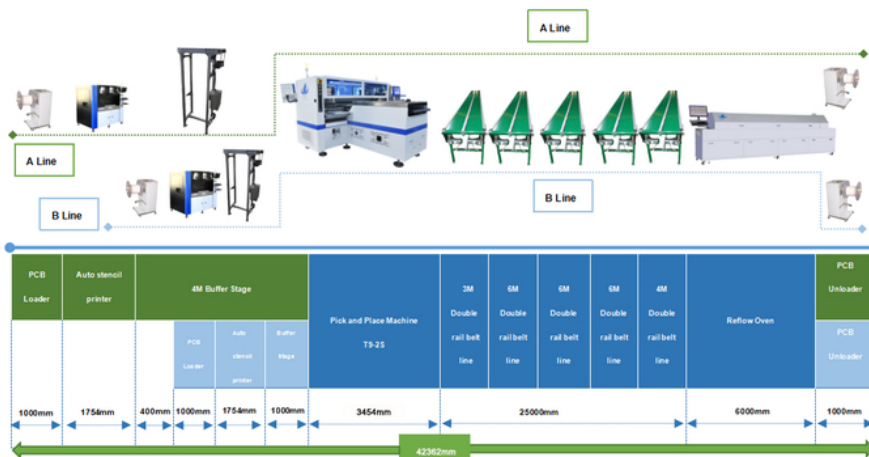 A Line
A Line
B Line
B Line
PCB
Loader
Auto stencil
printer
4M Buffer Stage
PCB
Loader
Auto
stencil
printer
Buffer
Stage
Pick and Place Machine
T9-2S
3M
Double
rail belt
line
6M
Double
rail belt
line
6M
Double
rail belt
line
6M
Double
rail belt
line
4M
Double
rail belt
line
Reflow Oven
PCB
Unloader
PCB
Unloader
1000mm
1754mm
400mm
1000mm
1754mm
1000mm
3454mm
25000mm
6000mm
1000mm
42362mm